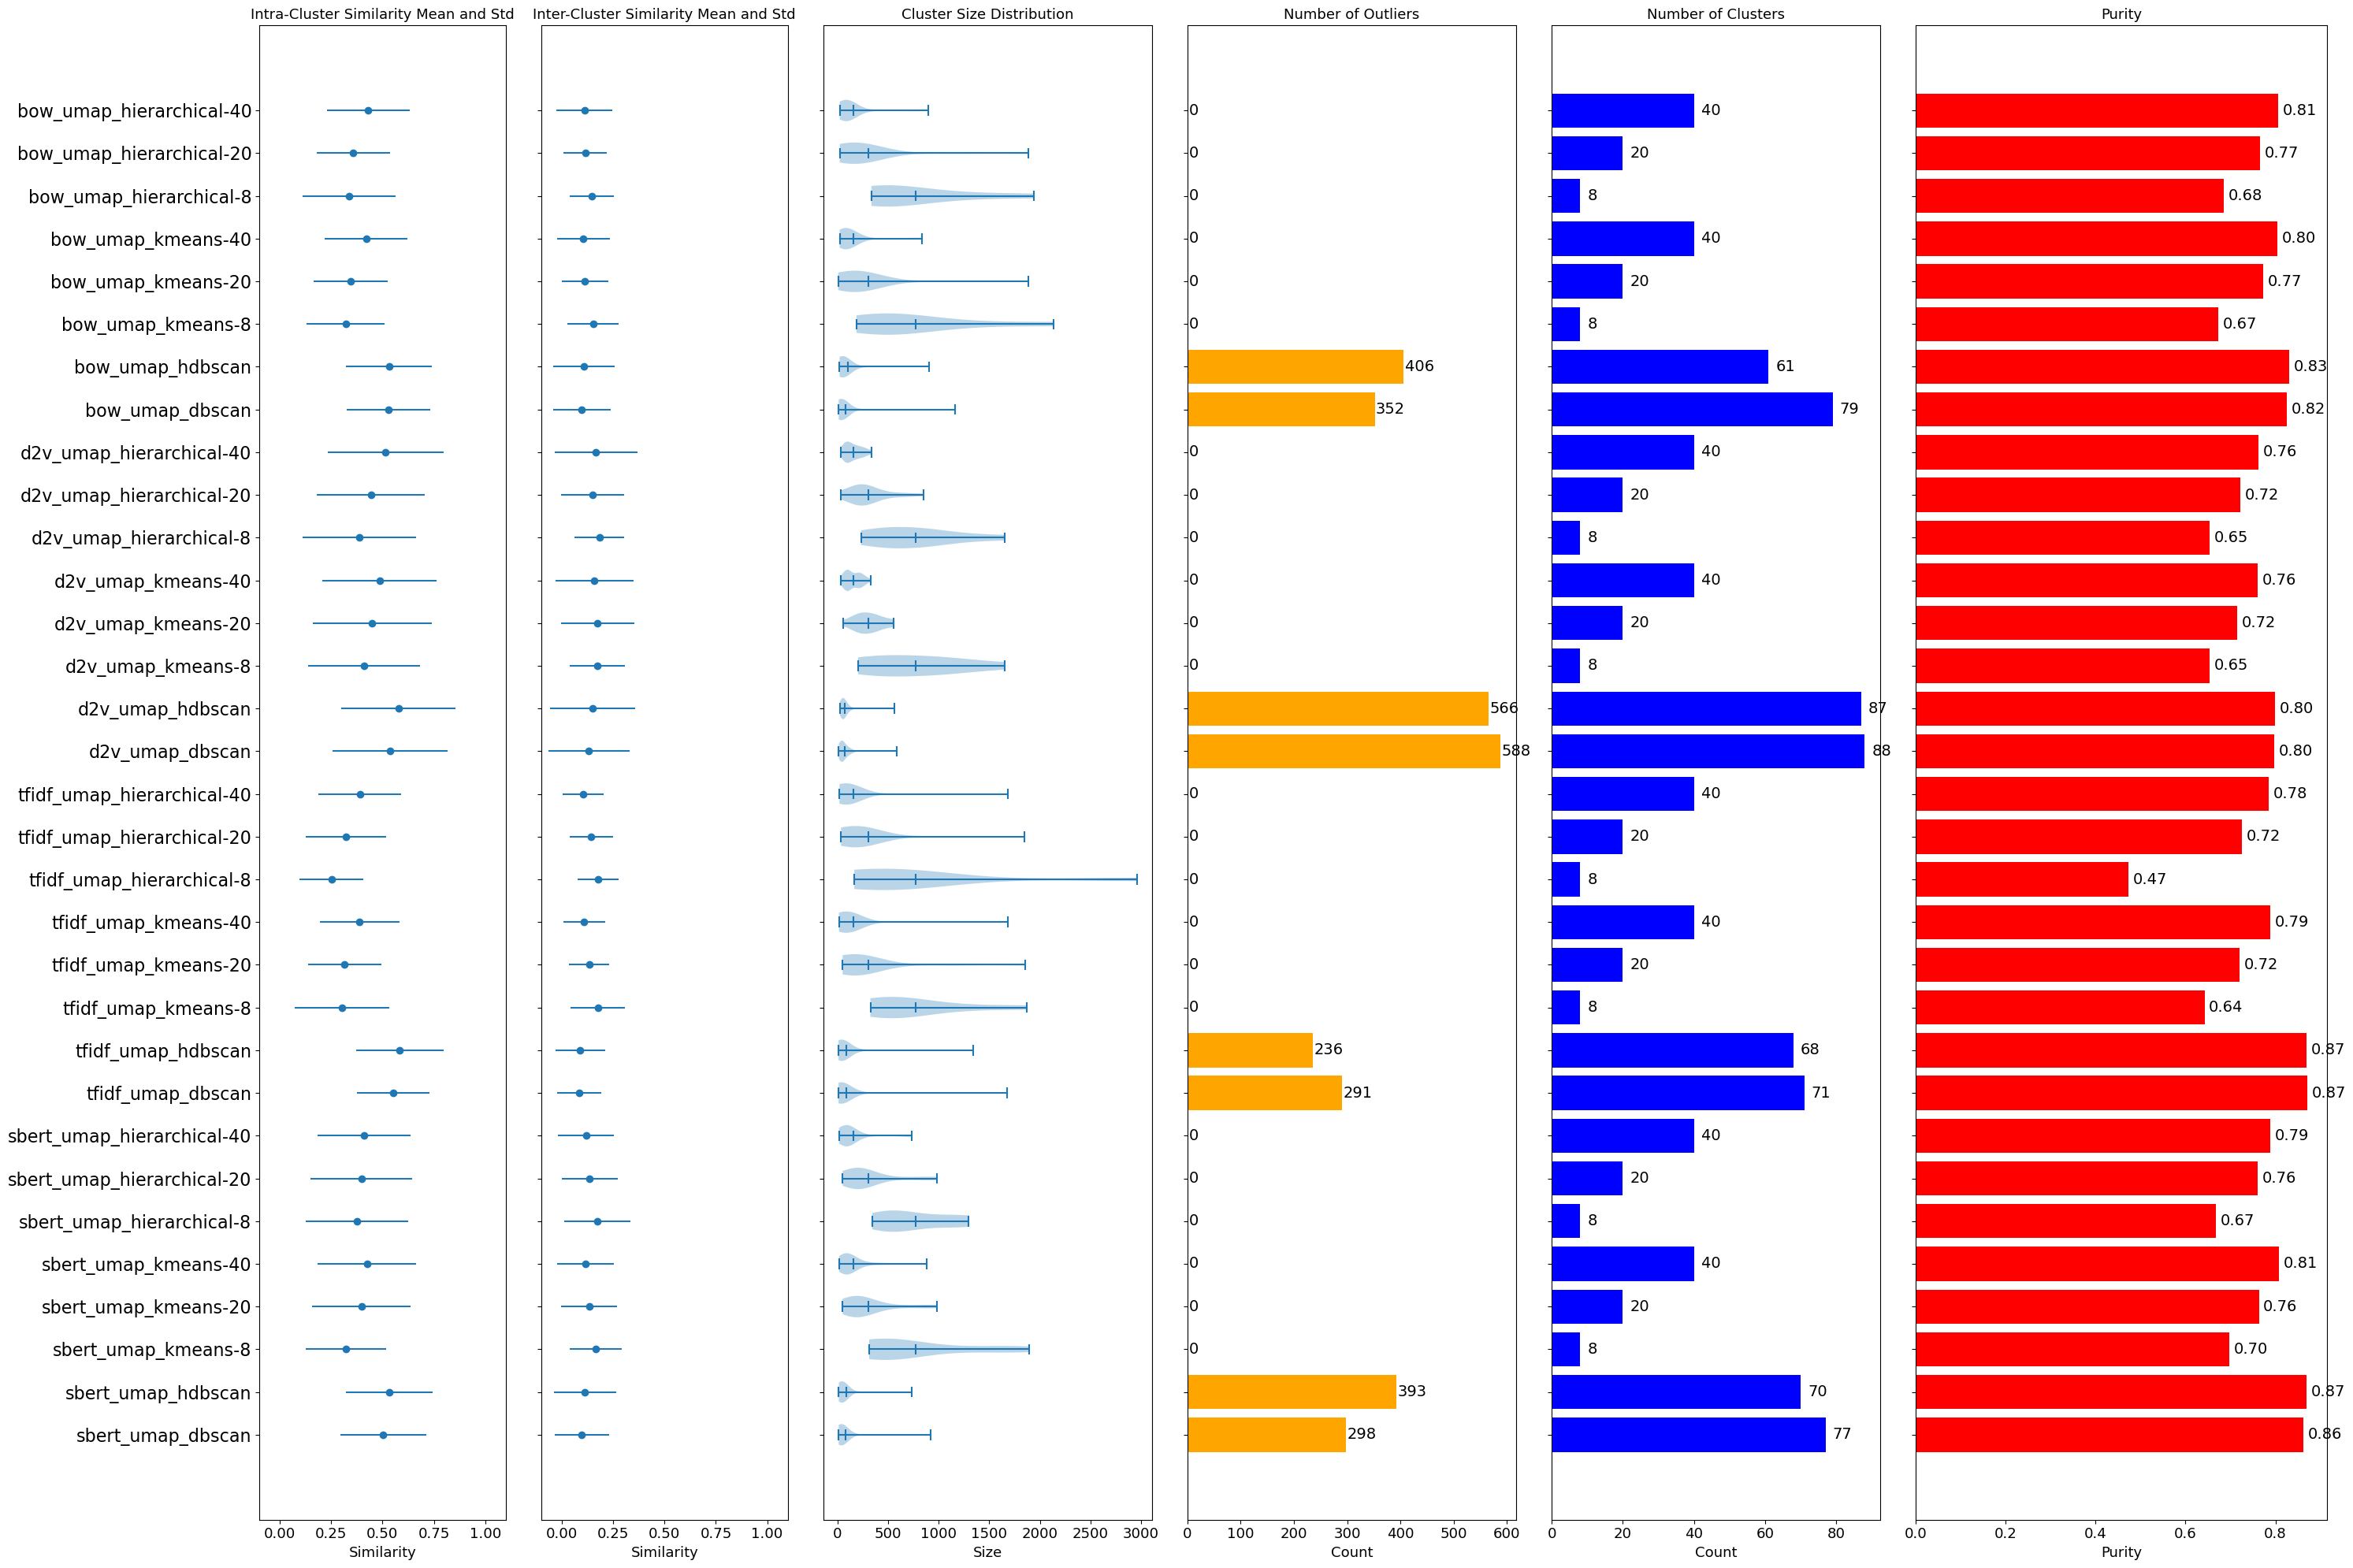 Intra-Cluster Similarity Mean and Std Inter-Cluster Similarity Mean and Std Cluster Size Distribution Number of Outliers Number of Clusters Purity
bow_umap_hierarchical-40 0 40 0.81
bow_umap_hierarchical-20 0 20 0.77
bow_umap_hierarchical-8 0 8 0.68
bow_umap_kmeans-40 0 40 0.80
bow_umap_kmeans-20 0 20 0.77
bow_umap_kmeans-8 0 8 0.67
bow_umap_hdbscan 406 61 0.83
bow_umap_dbscan 352 79 0.82
d2v_umap_hierarchical-40 0 40 0.76
d2v_umap_hierarchical-20 0 20 0.72
d2v_umap_hierarchical-8 0 8 0.65
d2v_umap_kmeans-40 0 40 0.76
d2v_umap_kmeans-20 0 20 0.72
d2v_umap_kmeans-8 0 8 0.65
d2v_umap_hdbscan 566 87 0.80
d2v_umap_dbscan 588 88 0.80
tfidf_umap_hierarchical-40 0 40 0.78
tfidf_umap_hierarchical-20 0 20 0.72
tfidf_umap_hierarchical-8 0 8 0.47
tfidf_umap_kmeans-40 0 40 0.79
tfidf_umap_kmeans-20 0 20 0.72
tfidf_umap_kmeans-8 0 8 0.64
tfidf_umap_hdbscan 236 68 0.87
tfidf_umap_dbscan 291 71 0.87
sbert_umap_hierarchical-40 0 40 0.79
sbert_umap_hierarchical-20 0 20 0.76
sbert_umap_hierarchical-8 0 8 0.67
sbert_umap_kmeans-40 0 40 0.81
sbert_umap_kmeans-20 0 20 0.76
sbert_umap_kmeans-8 0 8 0.70
sbert_umap_hdbscan 393 70 0.87
sbert_umap_dbscan 298 77 0.86
0.00 0.25 0.50 0.75 1.00 0.00 0.25 0.50 0.75 1.00 0 500 1000 1500 2000 2500 3000 0 100 200 300 400 500 600 0 20 40 60 80 0.0 0.2 0.4 0.6 0.8
Similarity Similarity Size Count Count Purity